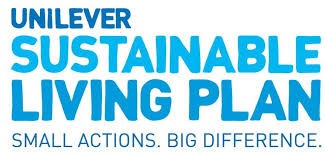 UNILEVER
SUSTAINABLE
LIVING PLAN
SMALL ACTIONS. BIG DIFFERENCE.